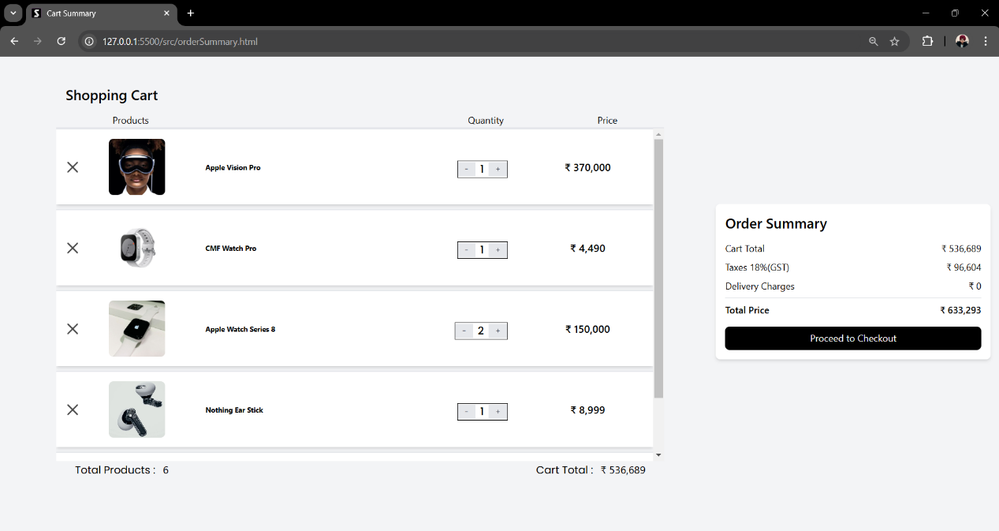 Cart Summary
127.0.0.1:5500/src/orderSummary.html
Shopping Cart
Products Quantity Price
Apple Vision Pro - 1 + ₹ 370,000
CMF Watch Pro - 1 + ₹ 4,490
Apple Watch Series 8 - 2 + ₹ 150,000
Nothing Ear Stick - 1 + ₹ 8,999
Total Products : 6 Cart Total : ₹ 536,689
Order Summary
Cart Total ₹ 536,689
Taxes 18%(GST) ₹ 96,604
Delivery Charges ₹ 0
Total Price ₹ 633,293
Proceed to Checkout